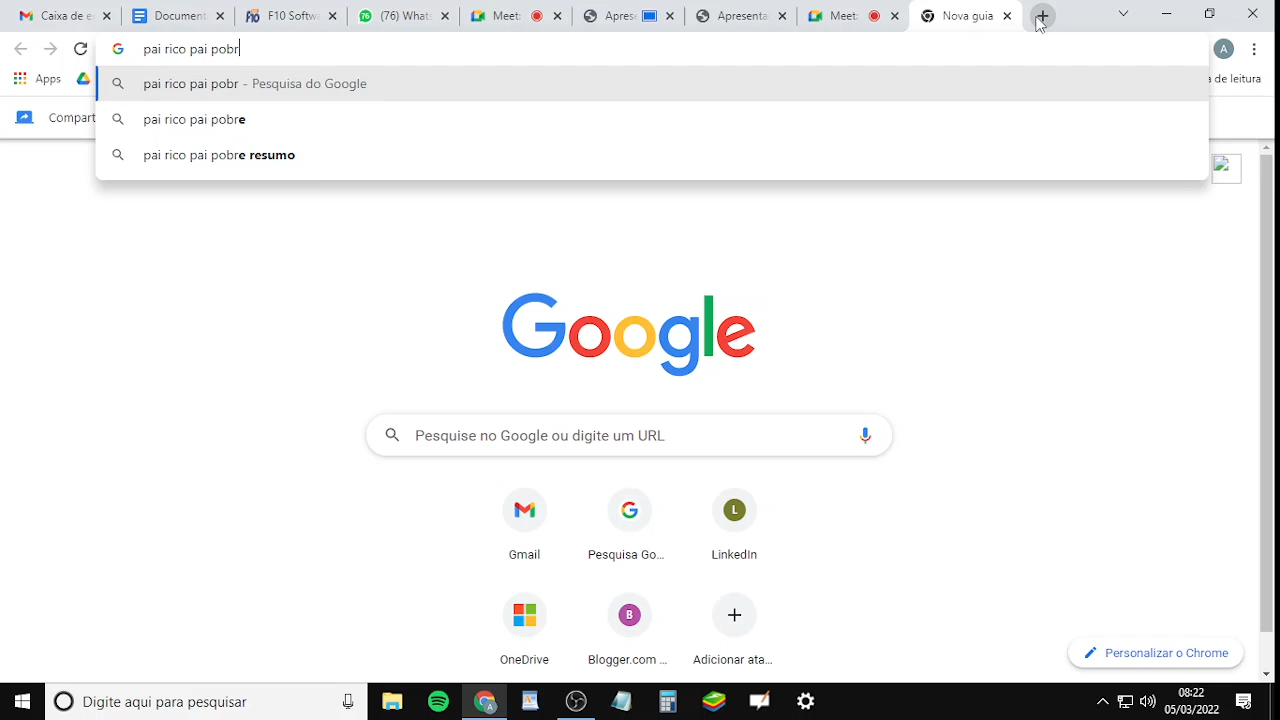 Caixa de e
Document
F10 Softwa
(76) What
Meet:
Apres
Apresenta
Meet:
Nova guia
pai rico pai pobr
A
Apps
a de leitura
pai rico pai pobr - Pesquisa do Google
pai rico pai pobre
pai rico pai pobre resumo
Compart
Google
Pesquise no Google ou digite um URL
L
Gmail
Pesquisa Go...
LinkedIn
B
OneDrive
Blogger.com ...
Adicionar ata...
Personalizar o Chrome
Digite aqui para pesquisar
08:22
05/03/2022